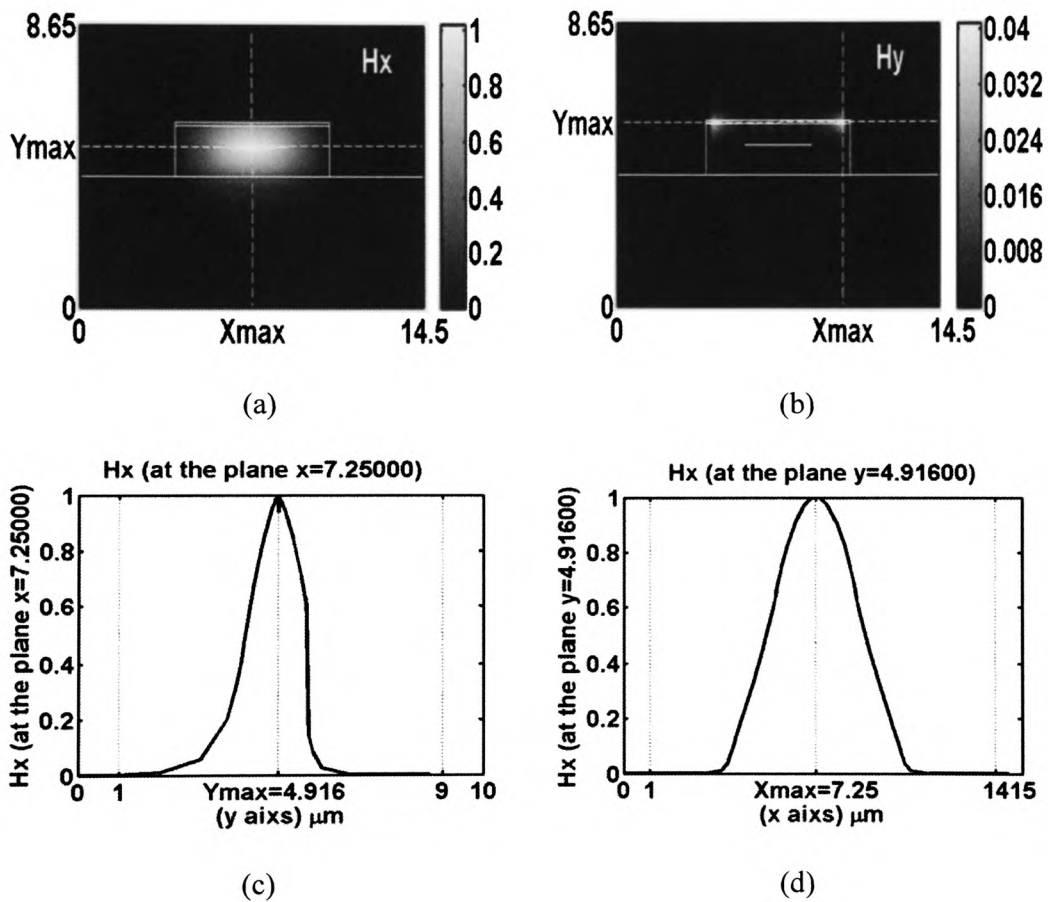 8.65
Hx
Ymax
0
0
Xmax
14.5
1
0.8
0.6
0.4
0.2
0
(a)
8.65
Hy
Ymax
0
0
Xmax
14.5
0.04
0.032
0.024
0.016
0.008
0
(b)
Hx (at the plane x=7.25000)
Hx (at the plane x=7.25000)
1
0.8
0.6
0.4
0.2
0
0 1 Ymax=4.916 9 10
(y aixs) μm
(c)
Hx (at the plane y=4.91600)
Hx (at the plane y=4.91600)
1
0.8
0.6
0.4
0.2
0
0 1 Xmax=7.25 1415
(x aixs) μm
(d)